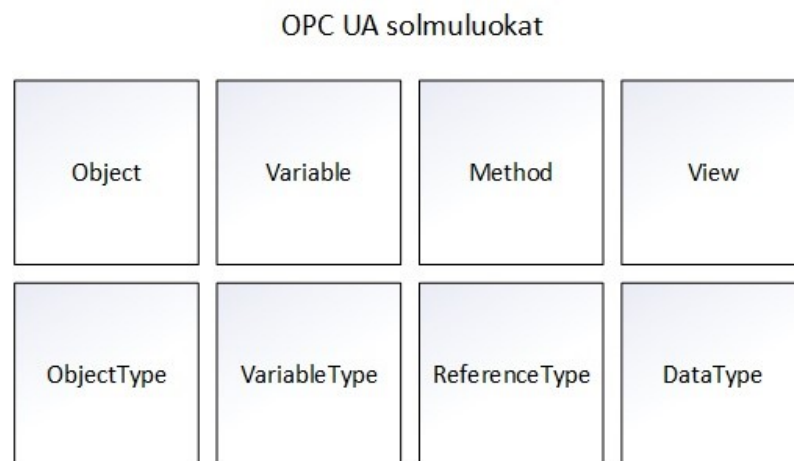 OPC UA solmuluokat
Object Variable Method View
ObjectType VariableType ReferenceType DataType